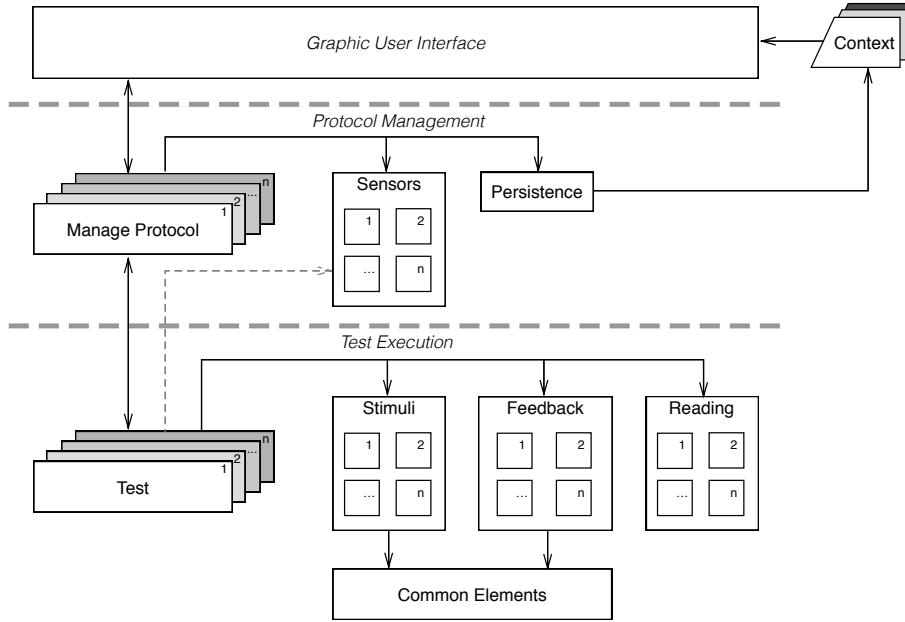 Graphic User Interface
Context
Protocol Management
n
...
2
1
Manage Protocol
Sensors
1 2
... n
Persistence
Test Execution
n
...
2
1
Test
Stimuli
1 2
... n
Feedback
1 2
... n
Reading
1 2
... n
Common Elements